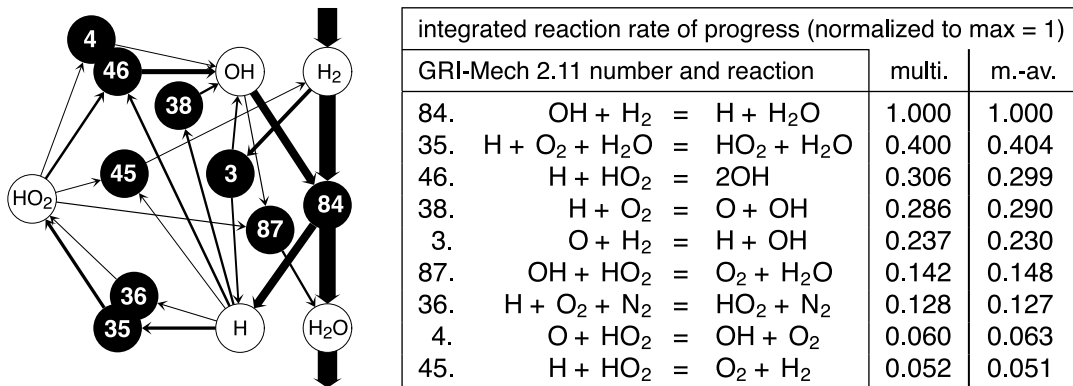 4
46
OH
H₂
38
45
3
HO₂
84
87
36
35
H
H₂O
integrated reaction rate of progress (normalized to max = 1)
GRI-Mech 2.11 number and reaction multi. m.-av.
84. OH + H₂ = H + H₂O 1.000 1.000
35. H + O₂ + H₂O = HO₂ + H₂O 0.400 0.404
46. H + HO₂ = 2OH 0.306 0.299
38. H + O₂ = O + OH 0.286 0.290
3. O + H₂ = H + OH 0.237 0.230
87. OH + HO₂ = O₂ + H₂O 0.142 0.148
36. H + O₂ + N₂ = HO₂ + N₂ 0.128 0.127
4. O + HO₂ = OH + O₂ 0.060 0.063
45. H + HO₂ = O₂ + H₂ 0.052 0.051